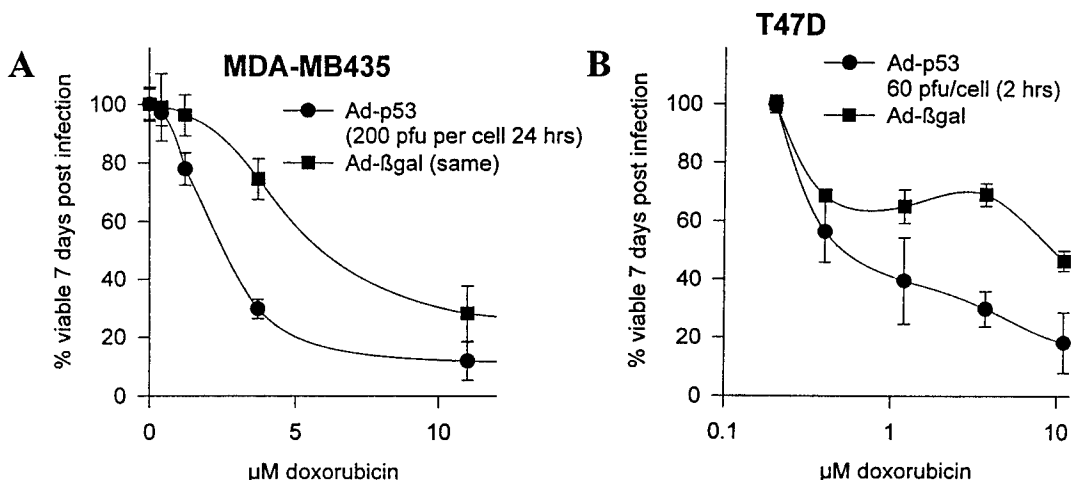 A
MDA-MB435
Ad-p53
(200 pfu per cell 24 hrs)
Ad-ßgal (same)
% viable 7 days post infection
100
80
60
40
20
0
0
5
10
µM doxorubicin
B
T47D
Ad-p53
60 pfu/cell (2 hrs)
Ad-ßgal
% viable 7 days post infection
100
80
60
40
20
0
0.1
1
10
µM doxorubicin